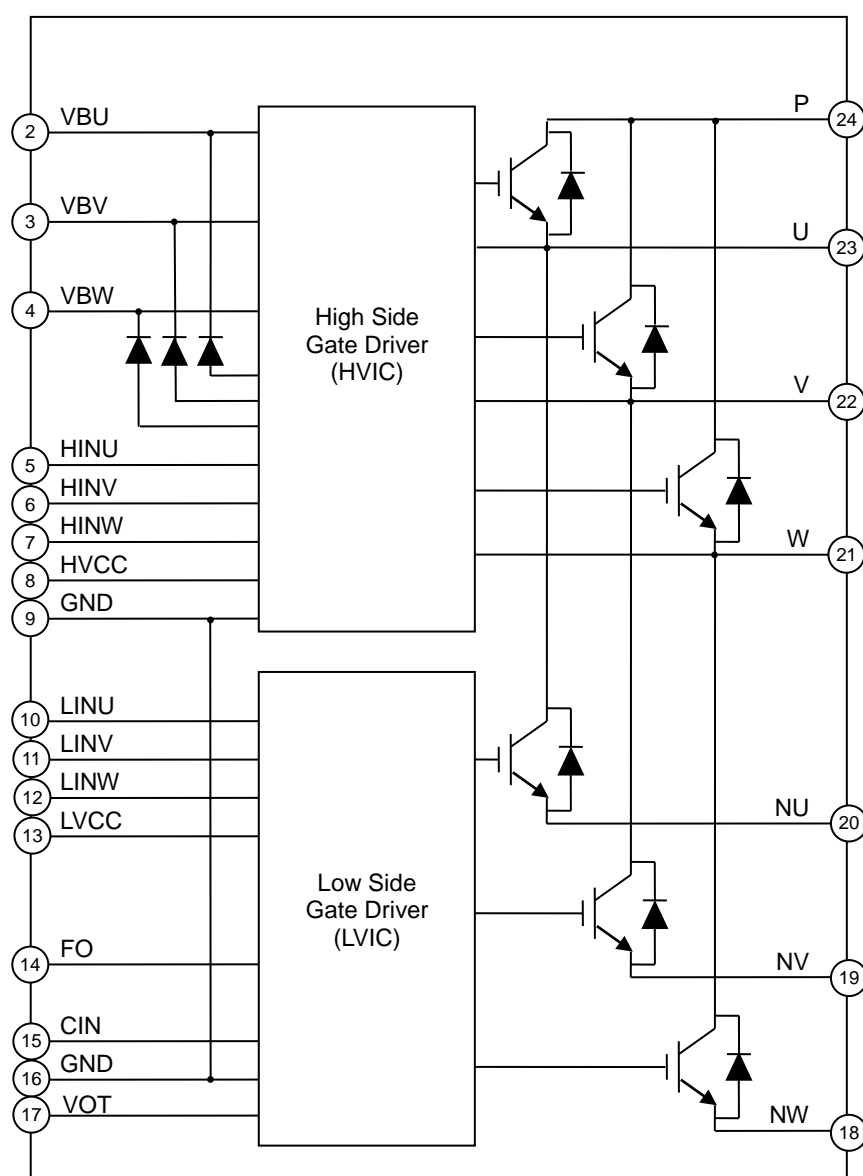 2 VBU
3 VBV
4 VBW
5 HINU
6 HINV
7 HINW
8 HVCC
9 GND
10 LINU
11 LINV
12 LINW
13 LVCC
14 FO
15 CIN
16 GND
17 VOT
High Side
Gate Driver
(HVIC)
Low Side
Gate Driver
(LVIC)
P 24
U 23
V 22
W 21
NU 20
NV 19
NW 18